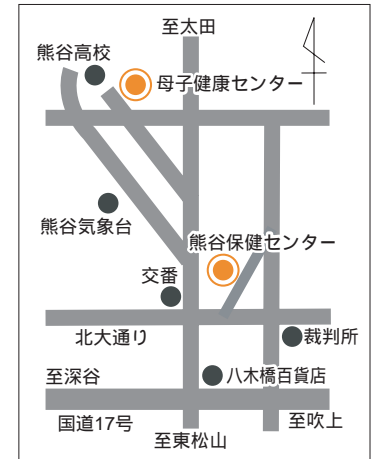 至太田
熊谷高校
母子健康センター
熊谷気象台
熊谷保健センター
交番
北大通り
裁判所
至深谷
八木橋百貨店
国道17号
至吹上
至東松山